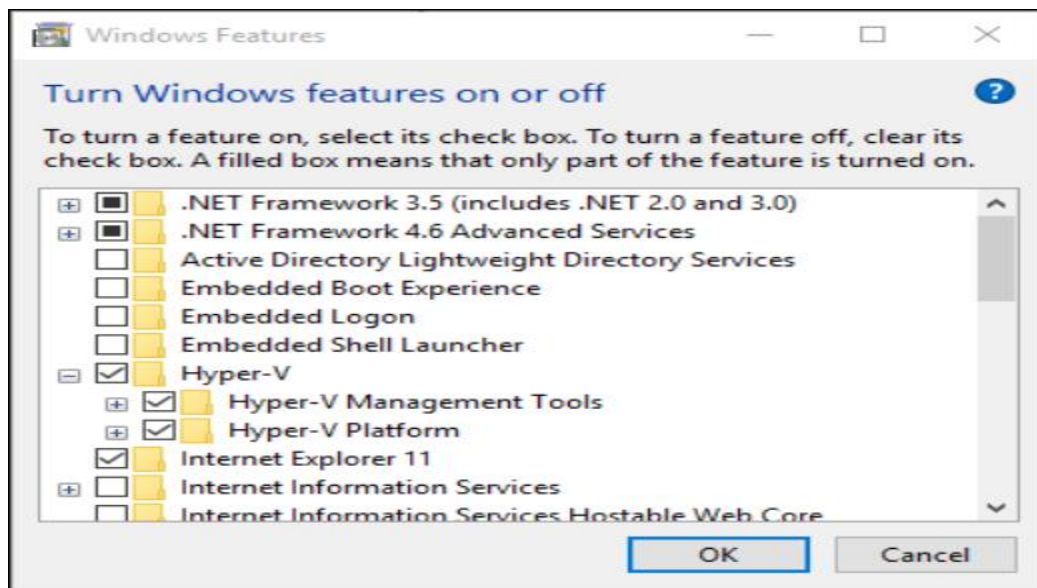 Windows Features
Turn Windows features on or off
?
To turn a feature on, select its check box. To turn a feature off, clear its
check box. A filled box means that only part of the feature is turned on.
.NET Framework 3.5 (includes .NET 2.0 and 3.0)
.NET Framework 4.6 Advanced Services
Active Directory Lightweight Directory Services
Embedded Boot Experience
Embedded Logon
Embedded Shell Launcher
Hyper-V
Hyper-V Management Tools
Hyper-V Platform
Internet Explorer 11
Internet Information Services
Internet Information Services Hostable Web Core
OK
Cancel